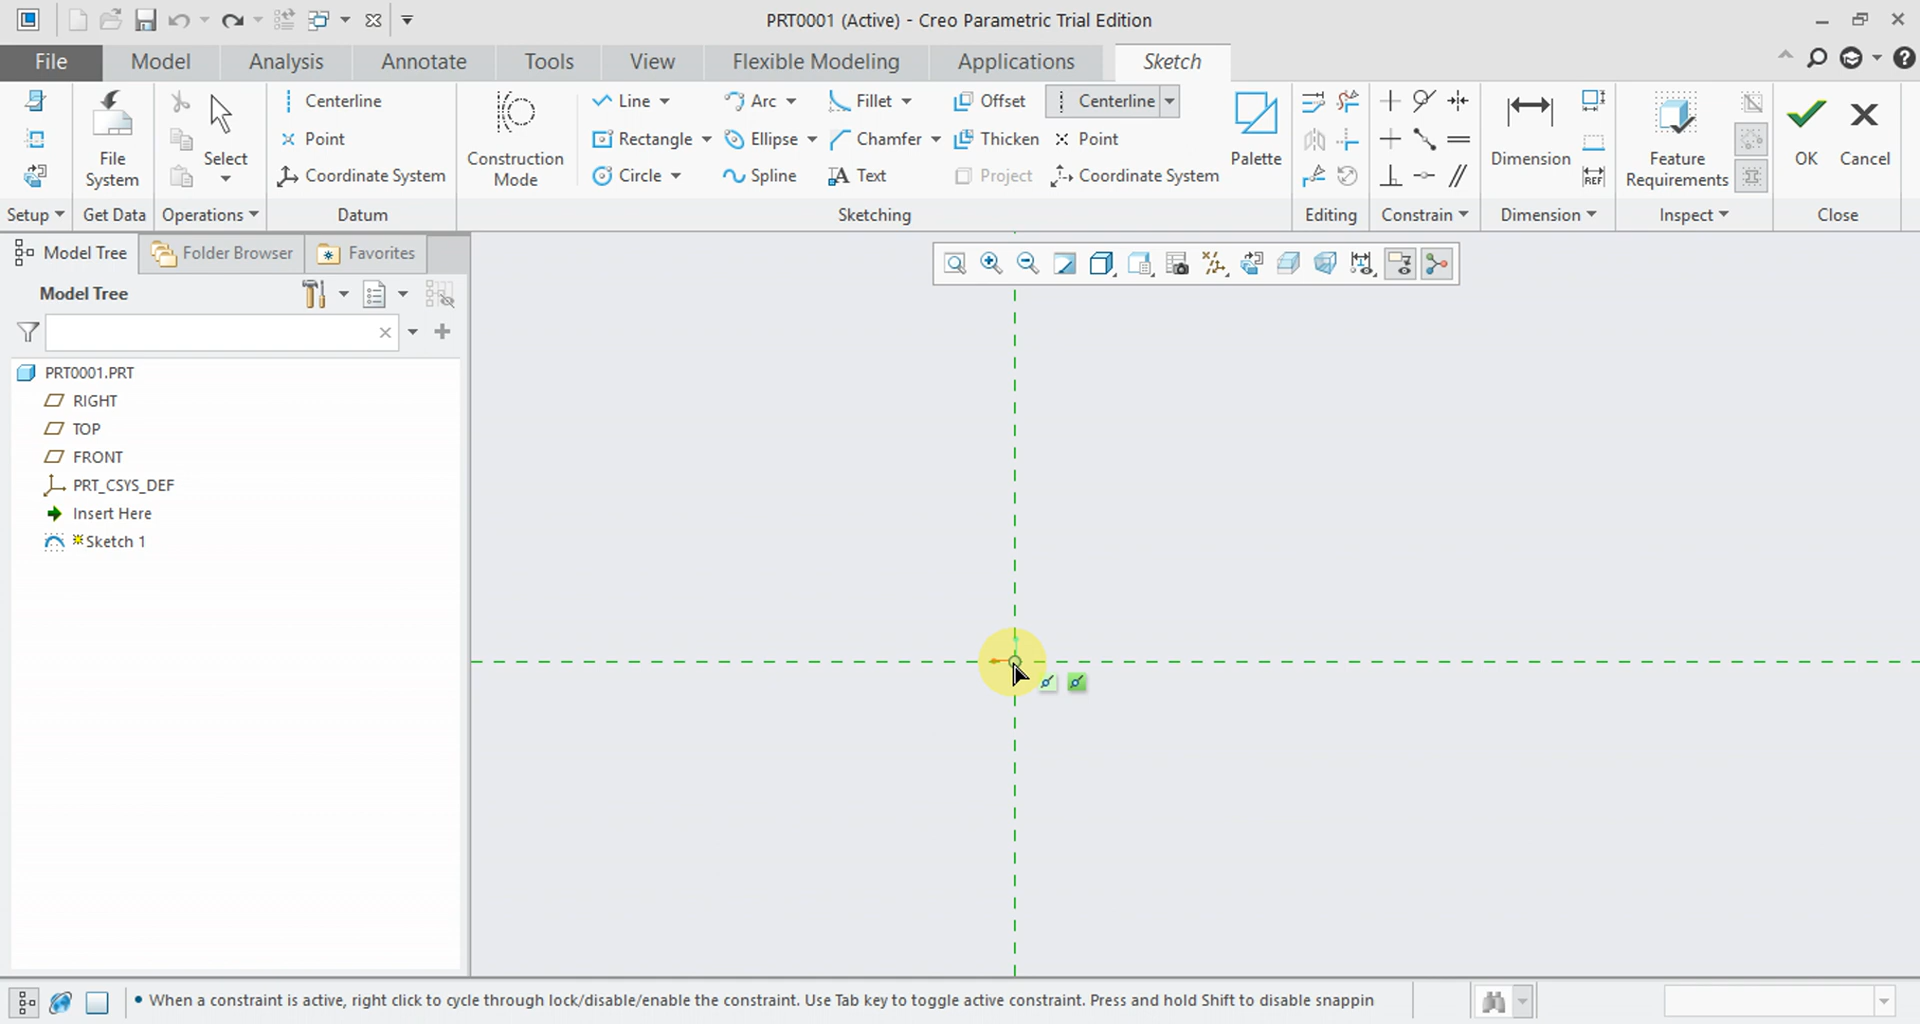 PRT0001 (Active) - Creo Parametric Trial Edition
File Model Analysis Annotate Tools View Flexible Modeling Applications Sketch
Centerline Line Arc Fillet Offset Centerline
Point Rectangle Ellipse Chamfer Thicken Point
Coordinate System Circle Spline Text Project Coordinate System
File System
Select
Construction Mode
Palette
Dimension
REF
Feature Requirements
OK
Cancel
Setup Get Data Operations Datum Sketching Editing Constrain Dimension Inspect Close
Model Tree Folder Browser Favorites
Model Tree
PRT0001.PRT
RIGHT
TOP
FRONT
PRT_CSYS_DEF
Insert Here
Sketch 1
• When a constraint is active, right click to cycle through lock/disable/enable the constraint. Use Tab key to toggle active constraint. Press and hold Shift to disable snappin